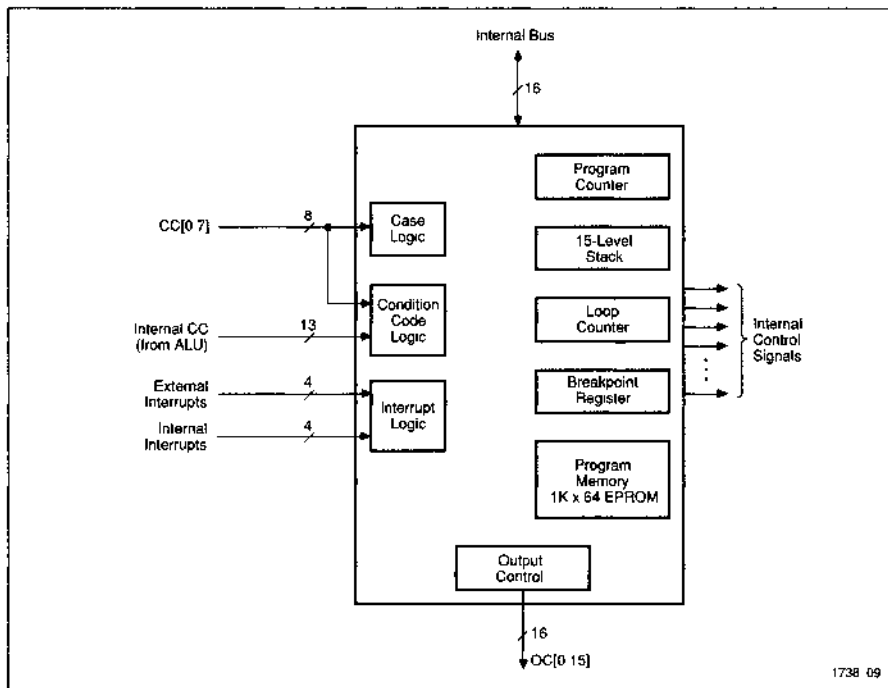 Internal Bus
16
Program
Counter
CC[0 7]
8
Case
Logic
15-Level
Stack
Condition
Code
Logic
Loop
Counter
Internal
Control
Signals
Internal CC
(from ALU)
13
External
Interrupts
4
Interrupt
Logic
Breakpoint
Register
Internal
Interrupts
4
Program
Memory
1K x 64 EPROM
Output
Control
16
OC[0 15]
1738 09